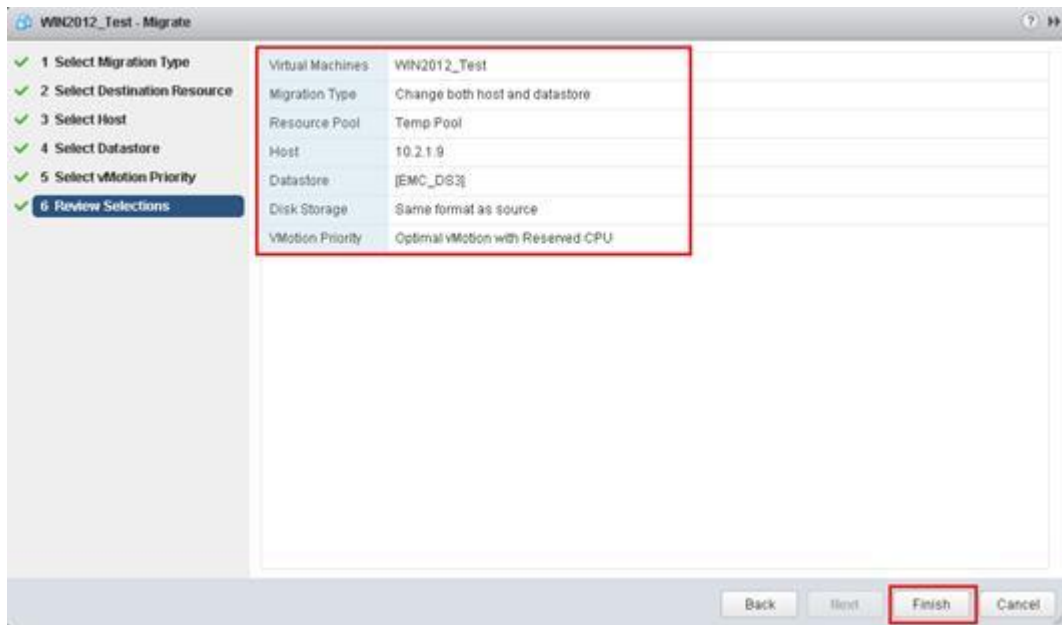 WIN2012_Test - Migrate
1 Select Migration Type
2 Select Destination Resource
3 Select Host
4 Select Datastore
5 Select vMotion Priority
6 Review Selections
Virtual Machines WIN2012_Test
Migration Type Change both host and datastore
Resource Pool Temp Pool
Host 10.2.1.9
Datastore [EMC_DS3]
Disk Storage Same format as source
VMotion Priority Optimal vMotion with Reserved CPU
Back Next Finish Cancel